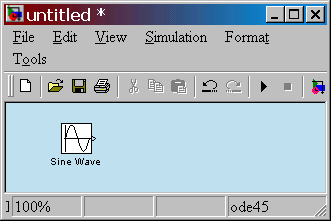 untitled *
File Edit View Simulation Format
Tools
Sine Wave
100% ode45